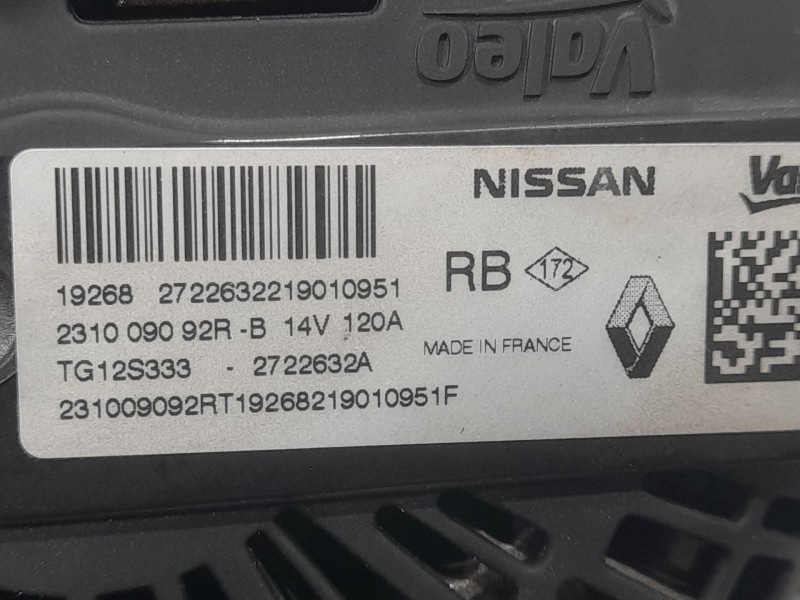 Valeo
NISSAN
Va
19268 2722632219010951
RB 172
2310 090 92R -B 14V 120A
MADE IN FRANCE
TG12S333 - 2722632A
231009092RT19268219010951F